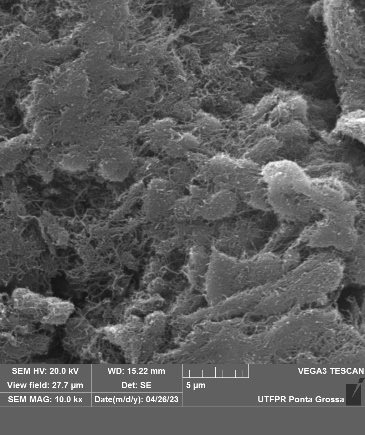 SEM HV: 20.0 kV WD: 15.22 mm VEGA3 TESCAN
View field: 27.7 µm Det: SE 5 µm
SEM MAG: 10.0 kx Date(m/d/y): 04/26/23 UTFPR Ponta Grossa